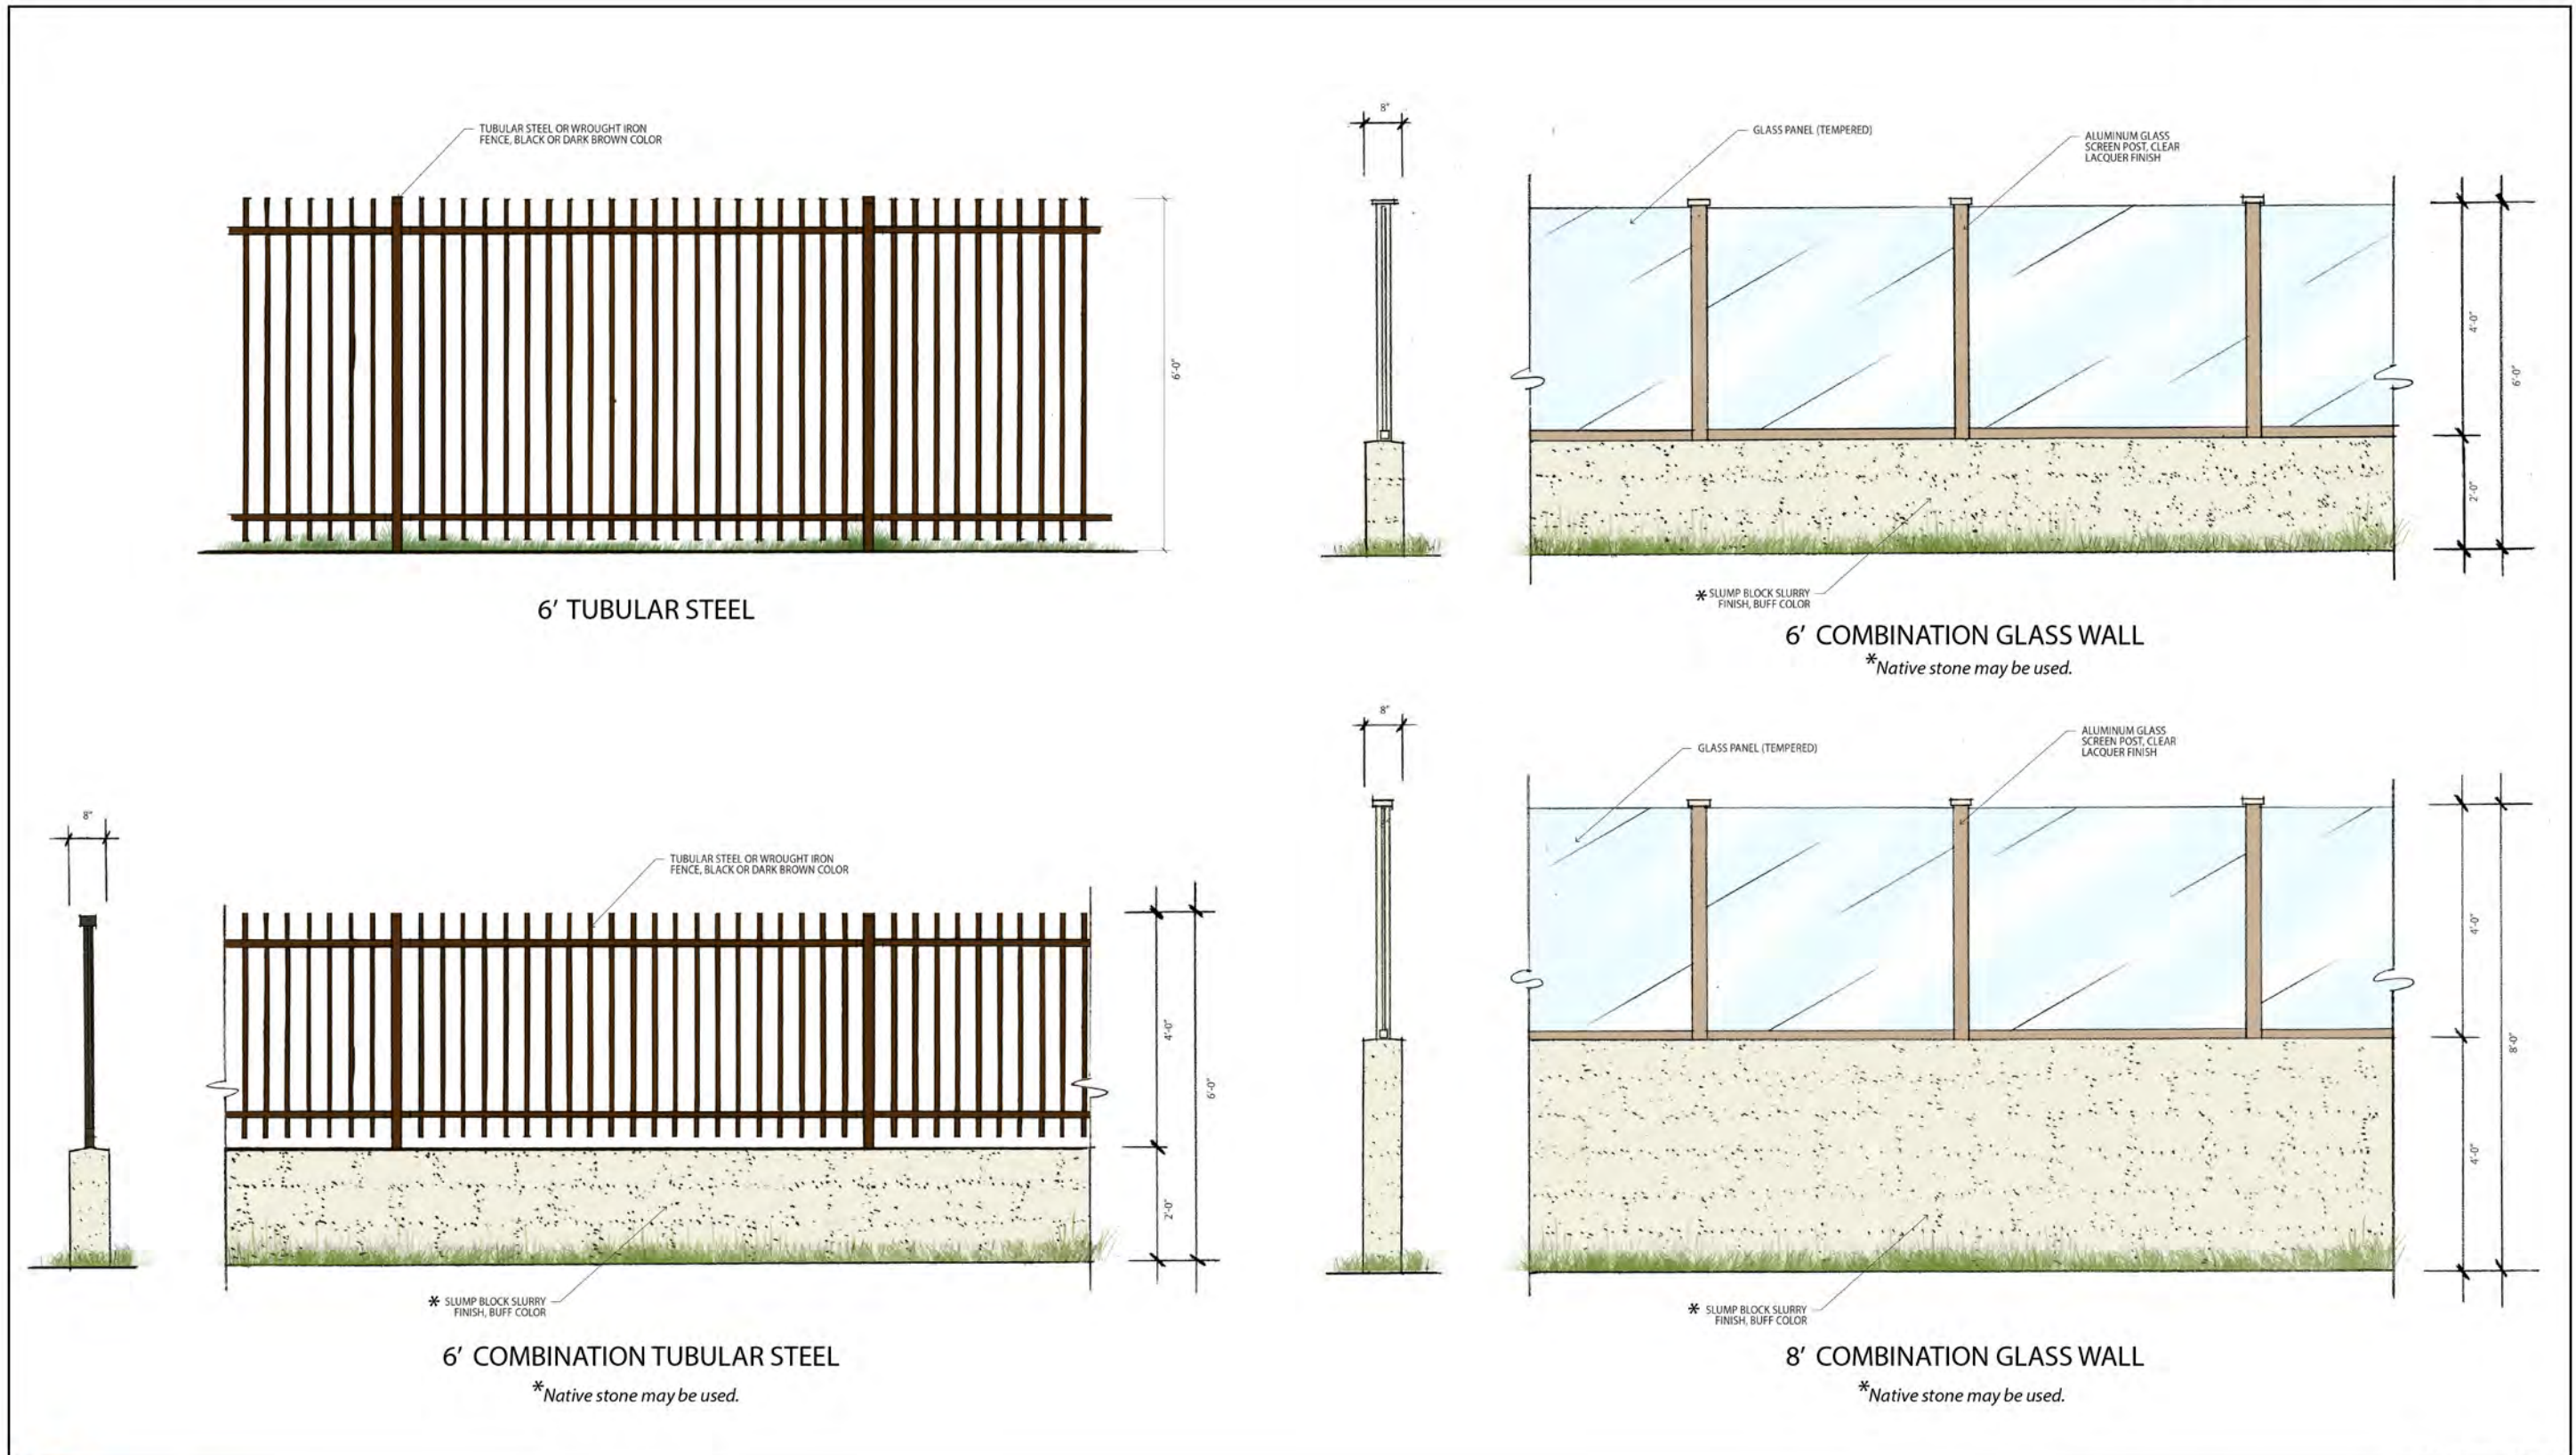 TUBULAR STEEL OR WROUGHT IRON
FENCE, BLACK OR DARK BROWN COLOR
6'-0"
6' TUBULAR STEEL
8"
GLASS PANEL (TEMPERED)
ALUMINUM GLASS
SCREEN POST, CLEAR
LACQUER FINISH
4'-0"
6'-0"
2'-0"
* SLUMP BLOCK SLURRY
FINISH, BUFF COLOR
6' COMBINATION GLASS WALL
*Native stone may be used.
8"
TUBULAR STEEL OR WROUGHT IRON
FENCE, BLACK OR DARK BROWN COLOR
4'-0"
6'-0"
2'-0"
* SLUMP BLOCK SLURRY
FINISH, BUFF COLOR
6' COMBINATION TUBULAR STEEL
*Native stone may be used.
8"
GLASS PANEL (TEMPERED)
ALUMINUM GLASS
SCREEN POST, CLEAR
LACQUER FINISH
4'-0"
8'-0"
4'-0"
* SLUMP BLOCK SLURRY
FINISH, BUFF COLOR
8' COMBINATION GLASS WALL
*Native stone may be used.